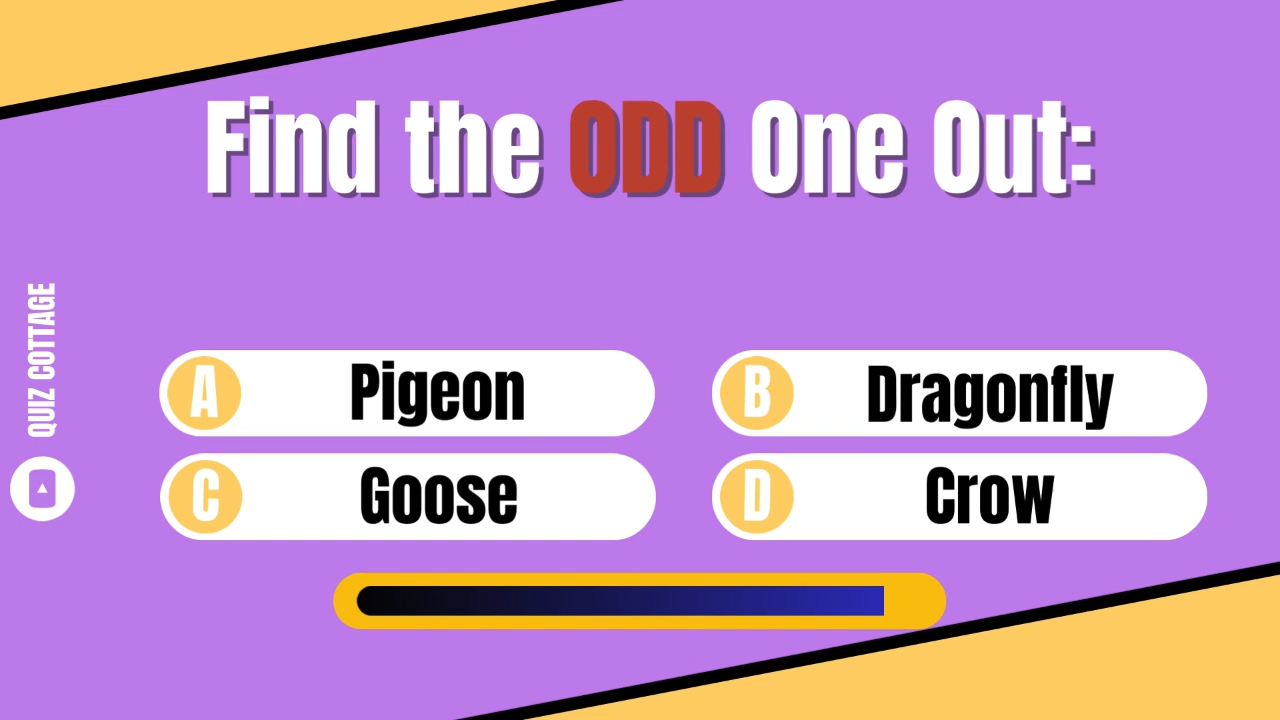 Find the ODD One Out:
QUIZ COTTAGE
A Pigeon
B Dragonfly
C Goose
D Crow